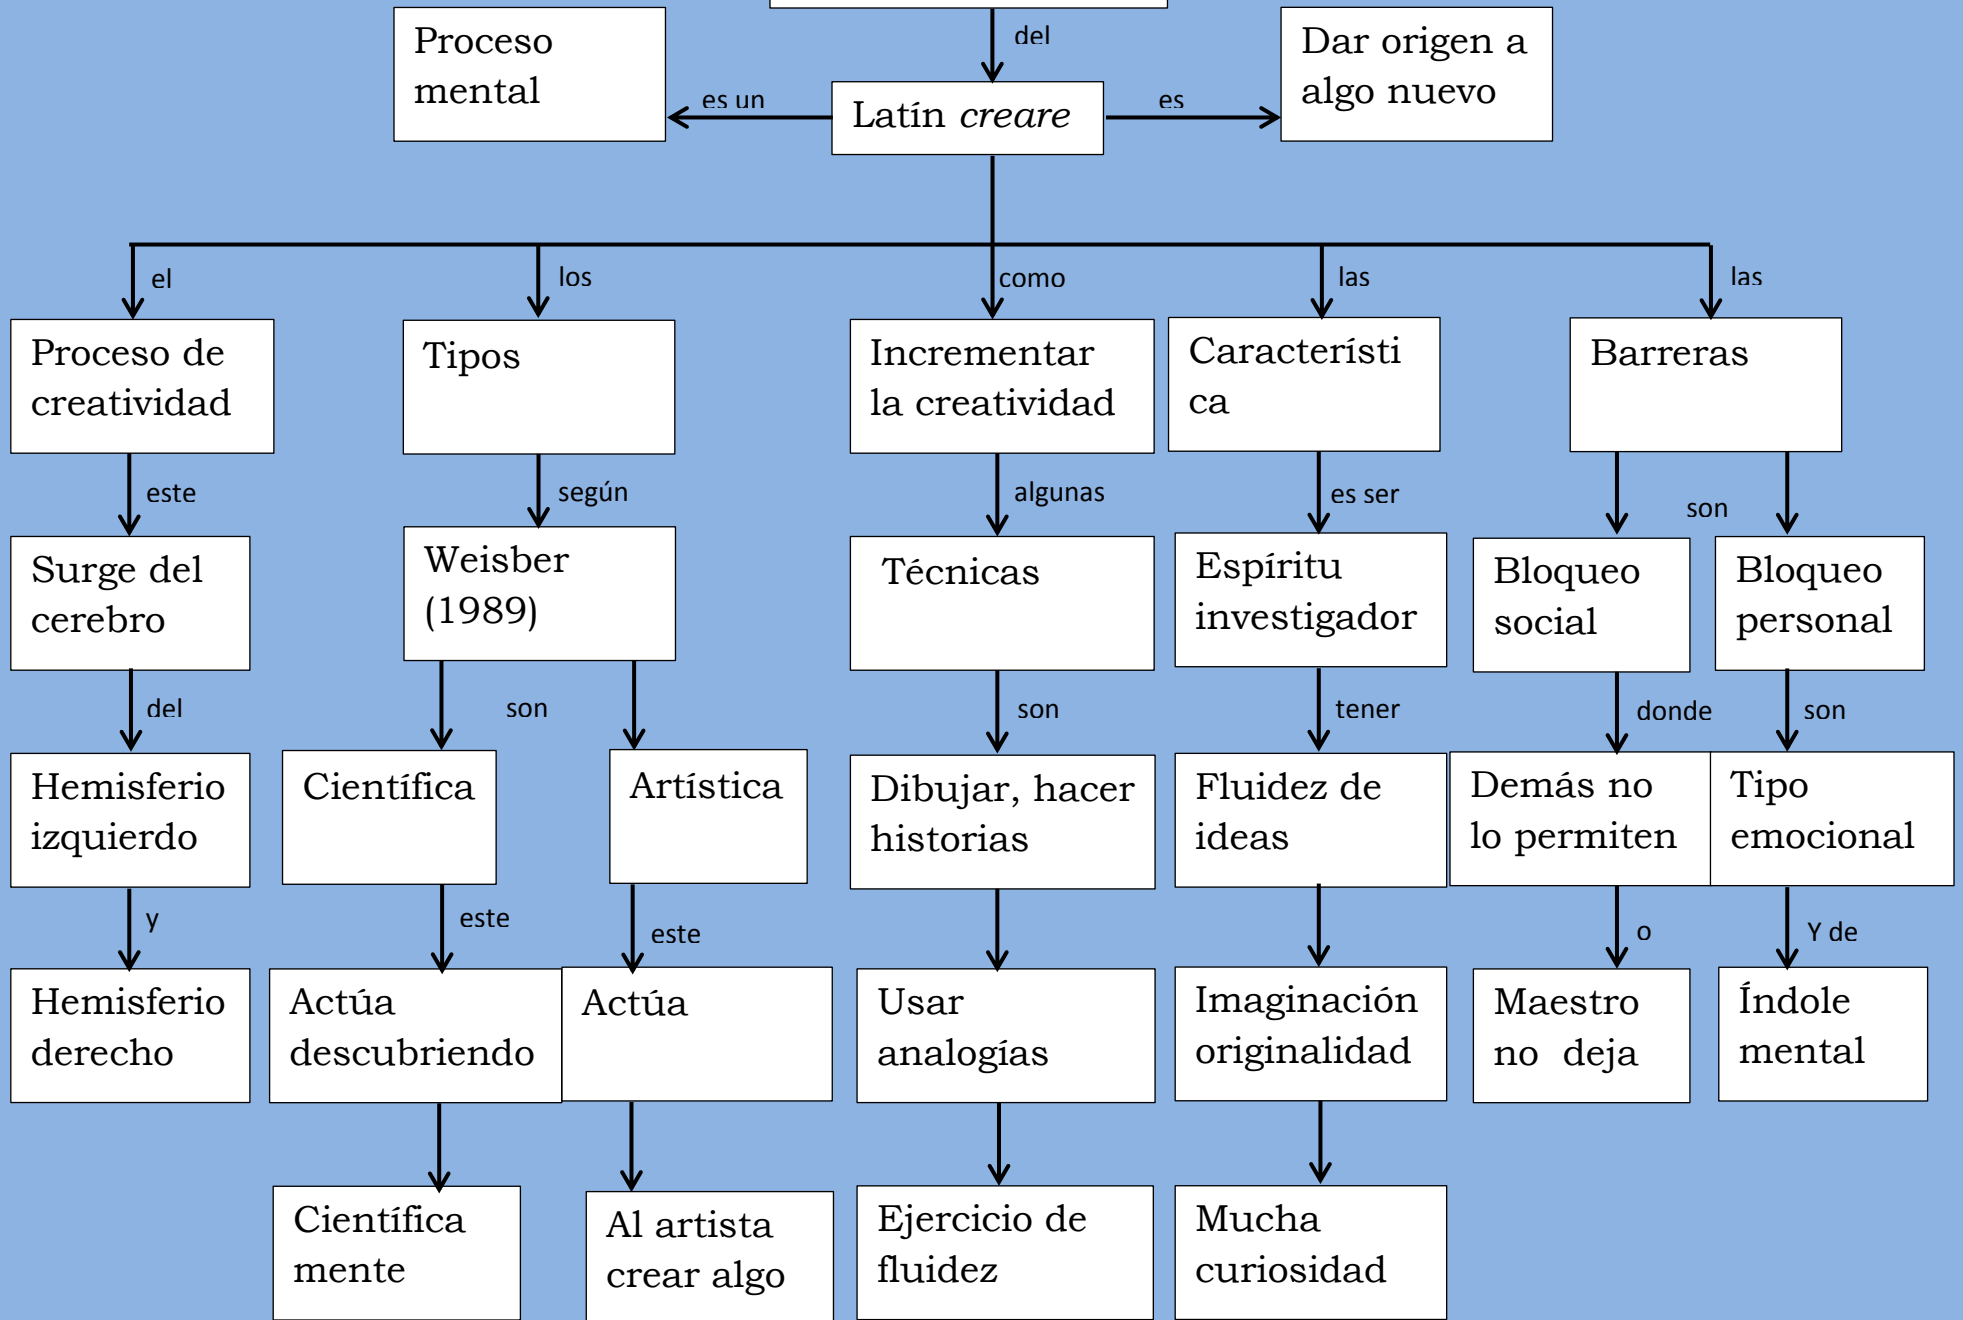 del
Proceso
mental
Dar origen a
algo nuevo
es un
Latín creare
es
el
los
como
las
las
Proceso de
creatividad
Tipos
Incrementar
la creatividad
Característi
ca
Barreras
este
según
algunas
es ser
son
Surge del
cerebro
Weisber
(1989)
Técnicas
Espíritu
investigador
Bloqueo
social
Bloqueo
personal
del
son
son
tener
donde
son
Hemisferio
izquierdo
Científica
Artística
Dibujar, hacer
historias
Fluidez de
ideas
Demás no
lo permiten
Tipo
emocional
y
este
este
o
Y de
Hemisferio
derecho
Actúa
descubriendo
Actúa
Usar
analogías
Imaginación
originalidad
Maestro
no  deja
Índole
mental
Científica
mente
Al artista
crear algo
Ejercicio de
fluidez
Mucha
curiosidad